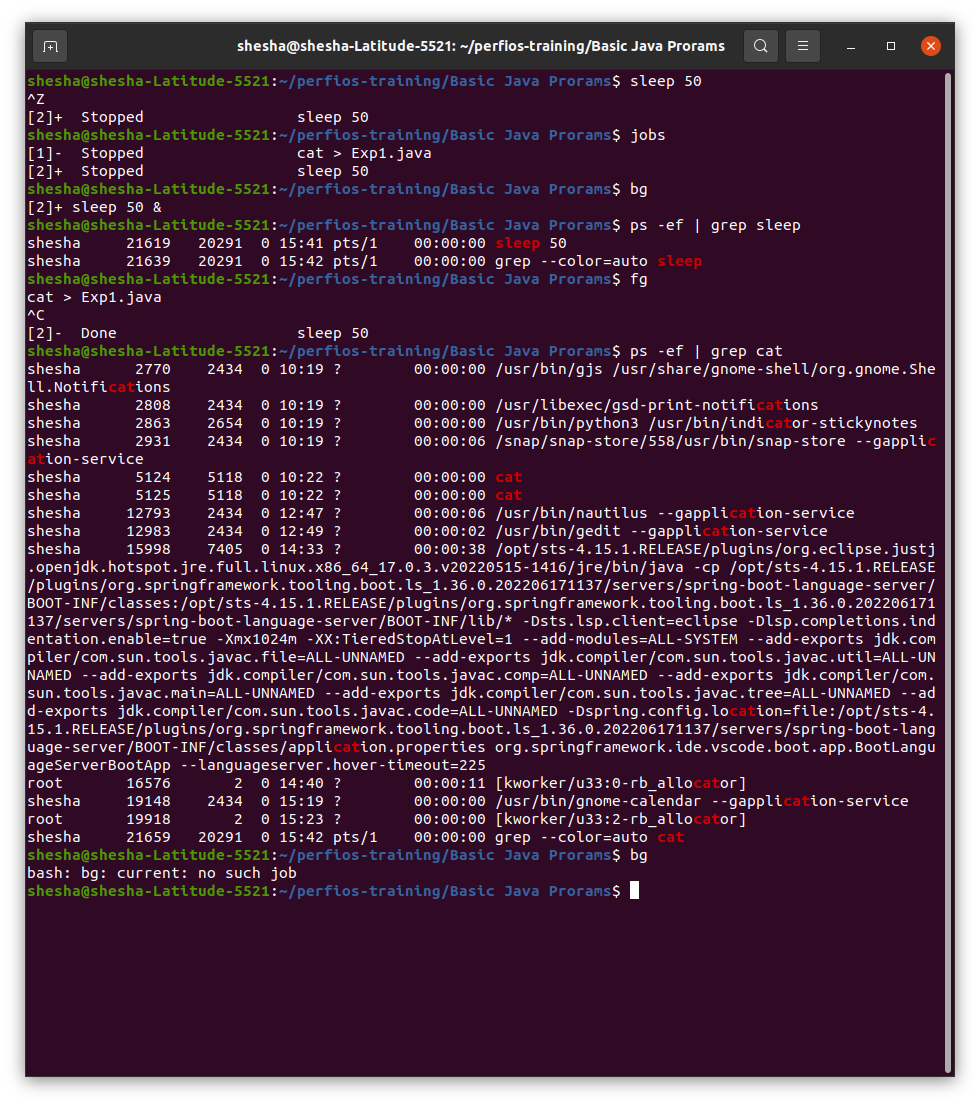 shesha@shesha-Latitude-5521: ~/perfios-training/Basic Java Prorams
shesha@shesha-Latitude-5521:~/perfios-training/Basic Java Prorams$ sleep 50
^Z
[2]+  Stopped                 sleep 50
shesha@shesha-Latitude-5521:~/perfios-training/Basic Java Prorams$ jobs
[1]-  Stopped                 cat > Exp1.java
[2]+  Stopped                 sleep 50
shesha@shesha-Latitude-5521:~/perfios-training/Basic Java Prorams$ bg
[2]+ sleep 50 &
shesha@shesha-Latitude-5521:~/perfios-training/Basic Java Prorams$ ps -ef | grep sleep
shesha     21619   20291  0 15:41 pts/1    00:00:00 sleep 50
shesha     21639   20291  0 15:42 pts/1    00:00:00 grep --color=auto sleep
shesha@shesha-Latitude-5521:~/perfios-training/Basic Java Prorams$ fg
cat > Exp1.java
^C
[2]-  Done                    sleep 50
shesha@shesha-Latitude-5521:~/perfios-training/Basic Java Prorams$ ps -ef | grep cat
shesha      2770    2434  0 10:19 ?        00:00:00 /usr/bin/gjs /usr/share/gnome-shell/org.gnome.She
ll.Notifications
shesha      2808    2434  0 10:19 ?        00:00:00 /usr/libexec/gsd-print-notifications
shesha      2863    2654  0 10:19 ?        00:00:00 /usr/bin/python3 /usr/bin/indicator-stickynotes
shesha      2931    2434  0 10:19 ?        00:00:06 /snap/snap-store/558/usr/bin/snap-store --gapplic
ation-service
shesha      5124    5118  0 10:22 ?        00:00:00 cat
shesha      5125    5118  0 10:22 ?        00:00:00 cat
shesha     12793    2434  0 12:47 ?        00:00:06 /usr/bin/nautilus --gapplication-service
shesha     12983    2434  0 12:49 ?        00:00:02 /usr/bin/gedit --gapplication-service
shesha     15998    7405  0 14:33 ?        00:00:38 /opt/sts-4.15.1.RELEASE/plugins/org.eclipse.justj
.openjdk.hotspot.jre.full.linux.x86_64_17.0.3.v20220515-1416/jre/bin/java -cp /opt/sts-4.15.1.RELEASE
/plugins/org.springframework.tooling.boot.ls_1.36.0.202206171137/servers/spring-boot-language-server/
BOOT-INF/classes:/opt/sts-4.15.1.RELEASE/plugins/org.springframework.tooling.boot.ls_1.36.0.202206171
137/servers/spring-boot-language-server/BOOT-INF/lib/* -Dsts.lsp.client=eclipse -Dlsp.completions.ind
entation.enable=true -Xmx1024m -XX:TieredStopAtLevel=1 --add-modules=ALL-SYSTEM --add-exports jdk.com
piler/com.sun.tools.javac.file=ALL-UNNAMED --add-exports jdk.compiler/com.sun.tools.javac.util=ALL-UN
NAMED --add-exports jdk.compiler/com.sun.tools.javac.comp=ALL-UNNAMED --add-exports jdk.compiler/com.
sun.tools.javac.main=ALL-UNNAMED --add-exports jdk.compiler/com.sun.tools.javac.tree=ALL-UNNAMED --ad
d-exports jdk.compiler/com.sun.tools.javac.code=ALL-UNNAMED -Dspring.config.location=file:/opt/sts-4.
15.1.RELEASE/plugins/org.springframework.tooling.boot.ls_1.36.0.202206171137/servers/spring-boot-lang
uage-server/BOOT-INF/classes/application.properties org.springframework.ide.vscode.boot.app.BootLangu
ageServerBootApp --languageserver.hover-timeout=225
root       16576       2  0 14:40 ?        00:00:11 [kworker/u33:0-rb_allocator]
shesha     19148    2434  0 15:19 ?        00:00:00 /usr/bin/gnome-calendar --gapplication-service
root       19918       2  0 15:23 ?        00:00:00 [kworker/u33:2-rb_allocator]
shesha     21659   20291  0 15:42 pts/1    00:00:00 grep --color=auto cat
shesha@shesha-Latitude-5521:~/perfios-training/Basic Java Prorams$ bg
bash: bg: current: no such job
shesha@shesha-Latitude-5521:~/perfios-training/Basic Java Prorams$